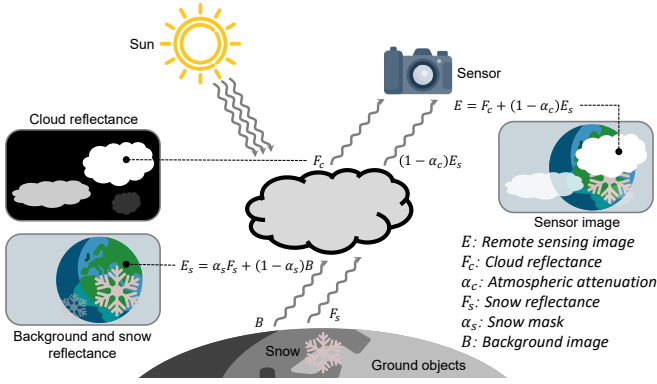 Sun
Sensor
E = F_c + (1−α_c)E_s
Cloud reflectance
F_c
(1−α_c)E_s
Sensor image
E_s = α_sF_s + (1−α_s)B
E: Remote sensing image
F_c: Cloud reflectance
α_c: Atmospheric attenuation
F_s: Snow reflectance
α_s: Snow mask
B: Background image
Background and snow
reflectance
B
F_s
Snow
Ground objects